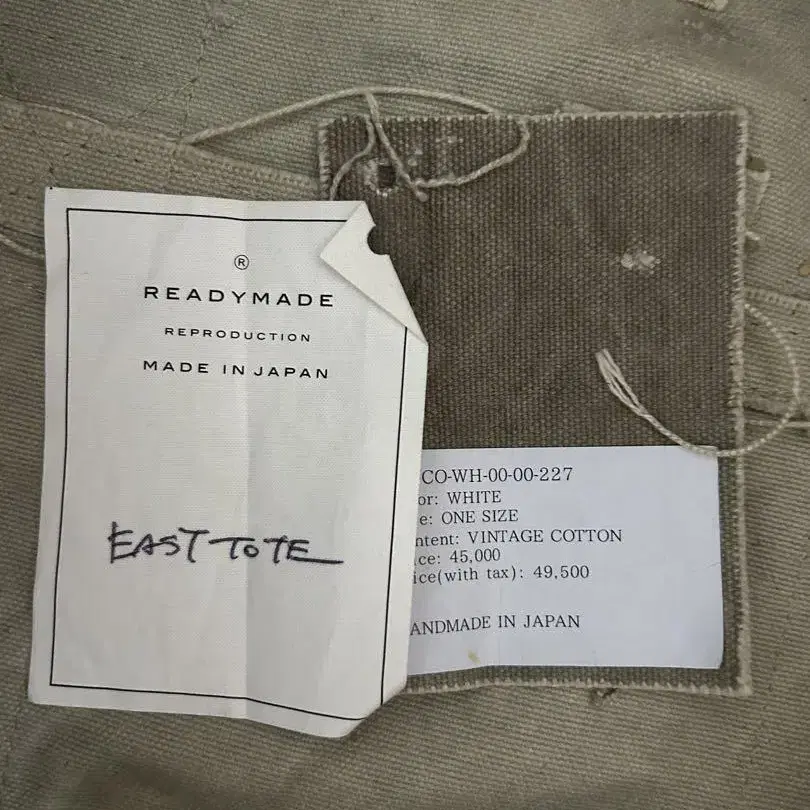 ®
READYMADE
REPRODUCTION
MADE IN JAPAN
EAST TOTE
CO-WH-00-00-227
or: WHITE
e: ONE SIZE
ntent: VINTAGE COTTON
ice: 45,000
ice(with tax): 49,500
ANDMADE IN JAPAN